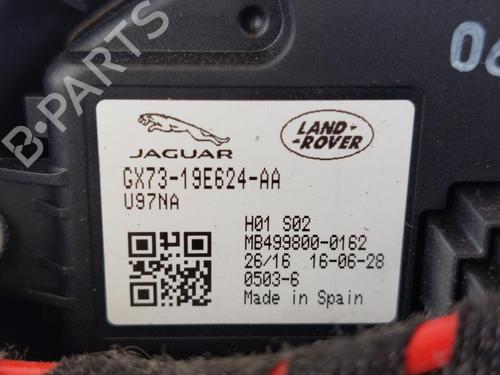 B-PARTS
06
JAGUAR
LAND-
-ROVER
GX73-19E624-AA
U97NA
H01 S02
MB499800-0162
26/16 16-06-28
0503-6
Made in Spain